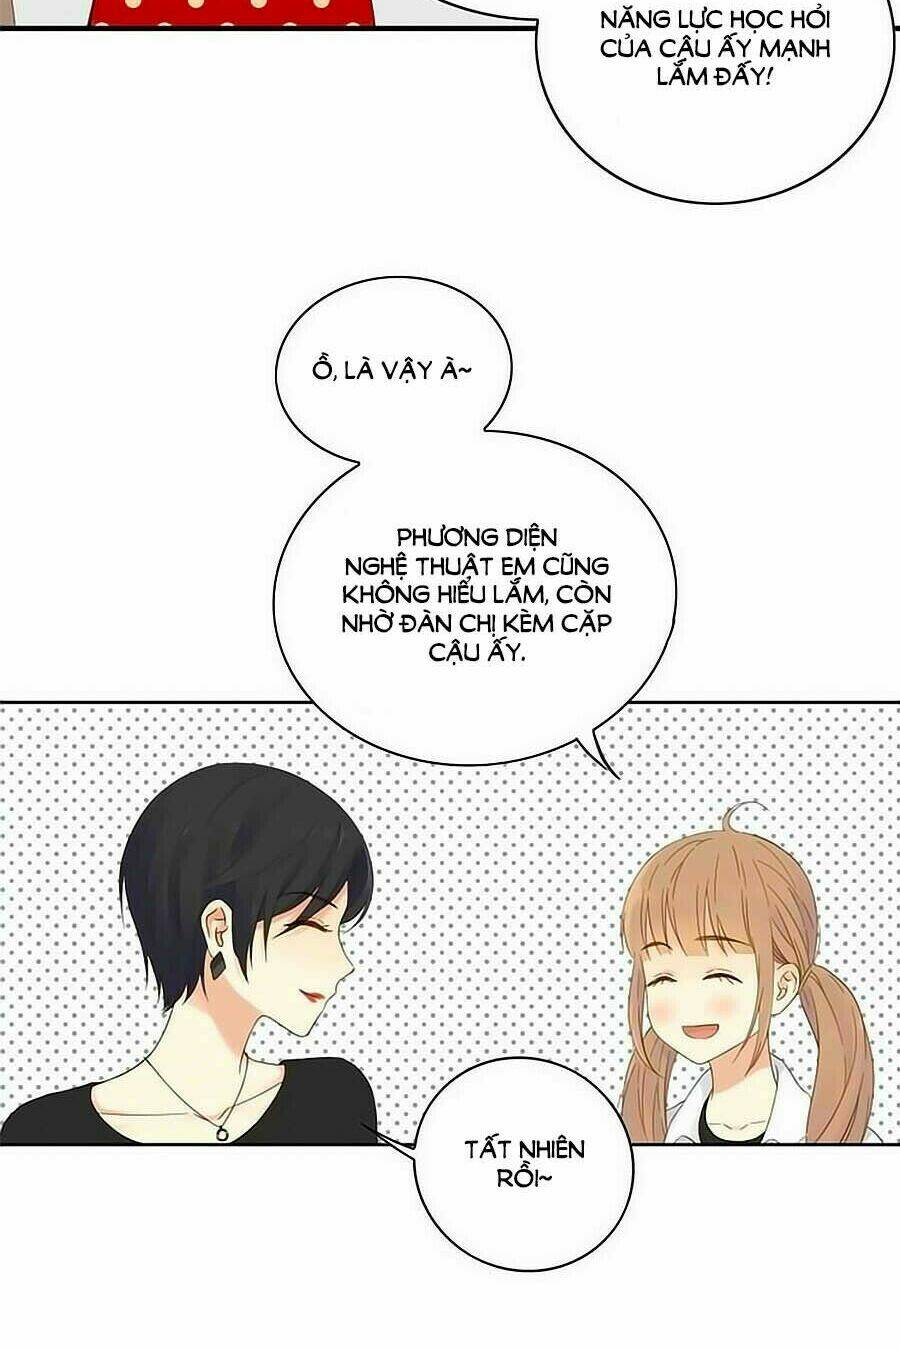 NĂNG LỰC HỌC HỎI
CỦA CẬU ẤY MẠNH
LẮM ĐẤY!
Ồ, LÀ VẬY À~
PHƯƠNG DIỆN
NGHỆ THUẬT EM CŨNG
KHÔNG HIỂU LẮM, CÒN
NHỜ ĐÀN CHỊ KÈM CẶP
CẬU ẤY.
TẤT NHIÊN
RỒI~